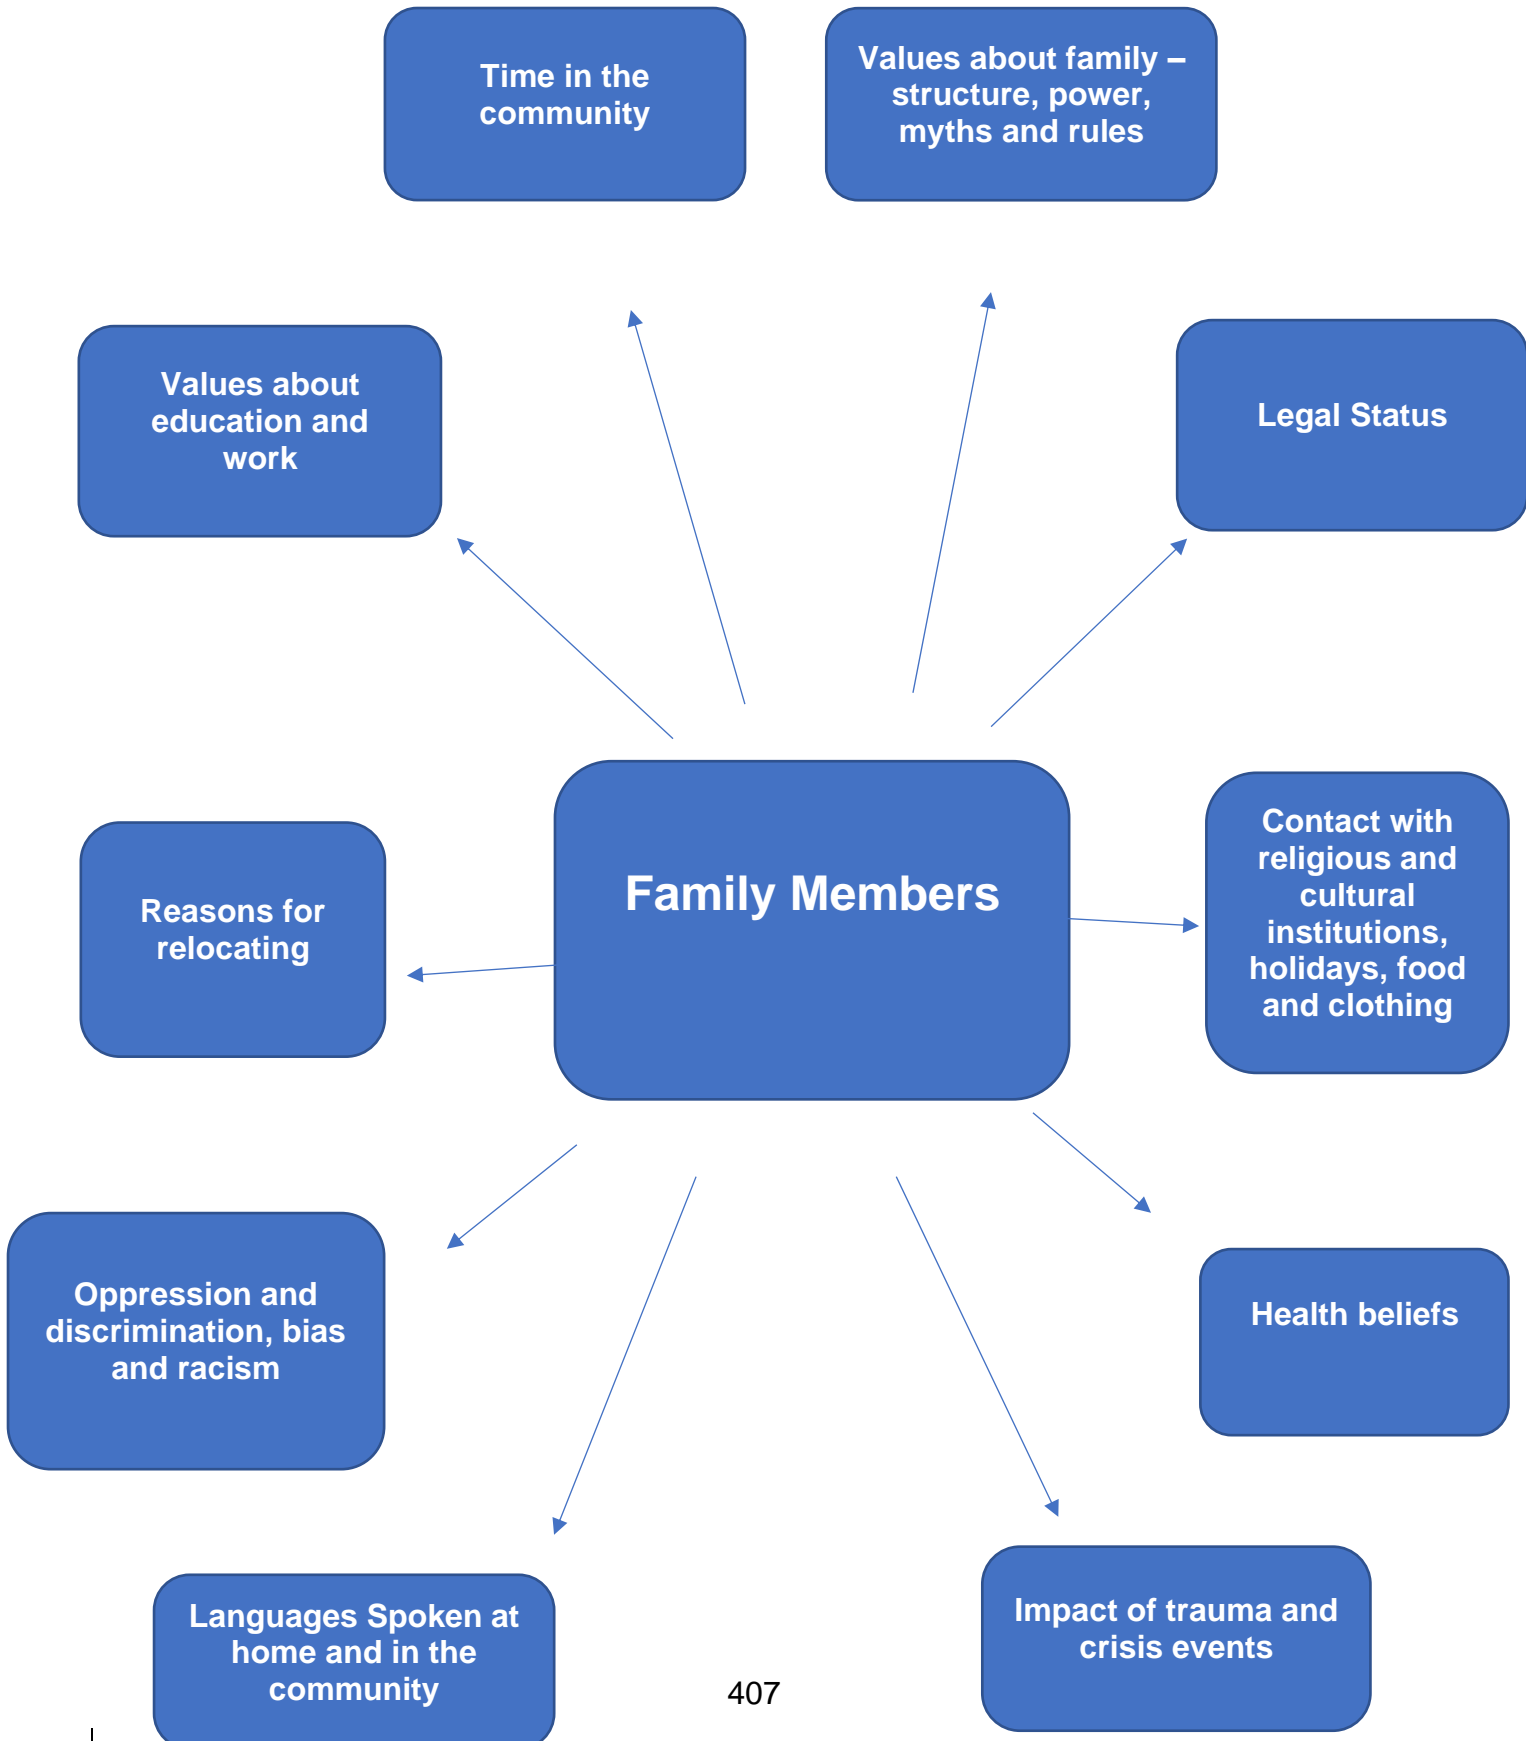 Time in the
community
Values about family –
structure, power,
myths and rules
Values about
education and
work
Legal Status
Family Members
Contact with
religious and
cultural
institutions,
holidays, food
and clothing
Reasons for
relocating
Oppression and
discrimination, bias
and racism
Health beliefs
Languages Spoken at
home and in the
community
Impact of trauma and
crisis events
407